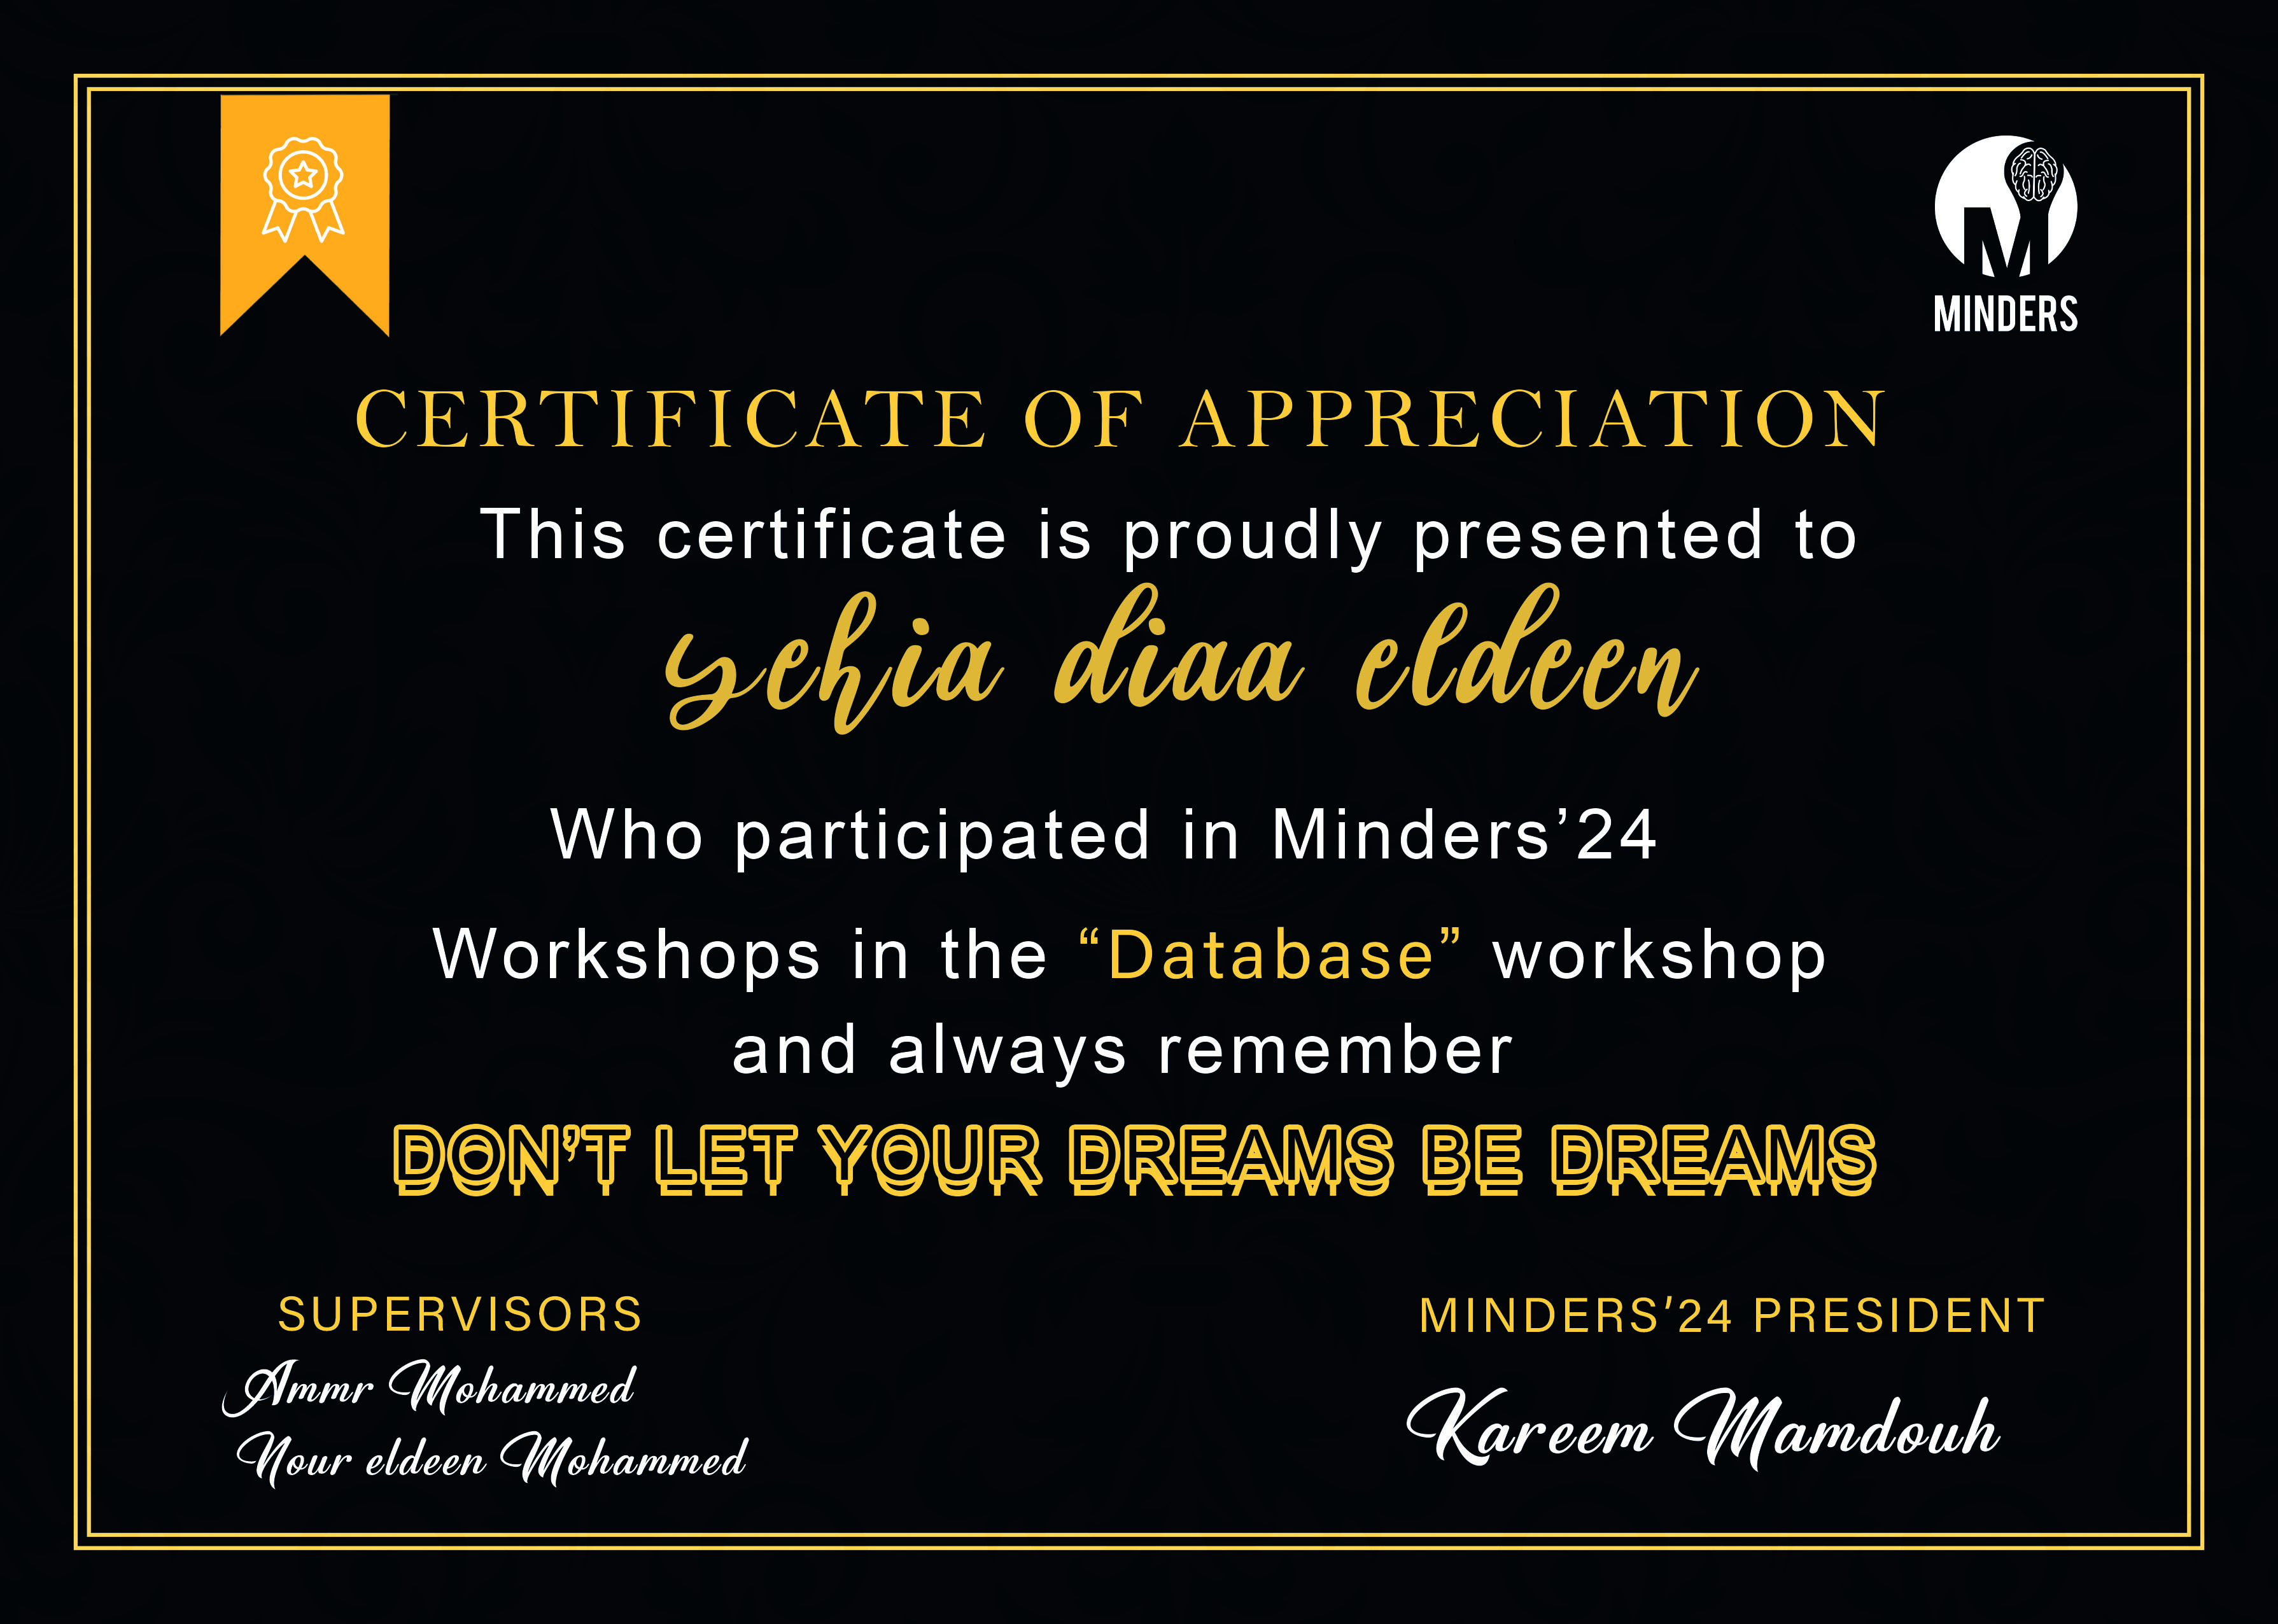 MINDERS
CERTIFICATE OF APPRECIATION
This certificate is proudly presented to
yehia diaa eldeen
Who participated in Minders’24
Workshops in the “Database” workshop
and always remember
DON’T LET YOUR DREAMS BE DREAMS
SUPERVISORS
Ammr Mohammed
Nour eldeen Mohammed
MINDERS’24 PRESIDENT
Kareem Mamdouh